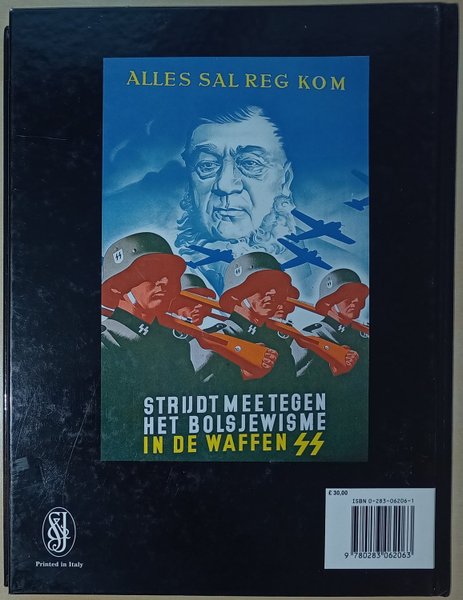 ALLES SAL REG KOM
STRIJDT MEE TEGEN
HET BOLSJEWISME
IN DE WAFFEN SS
£ 30,00
ISBN 0-283-06206-1
9 780283 062063
S&J
Printed in Italy